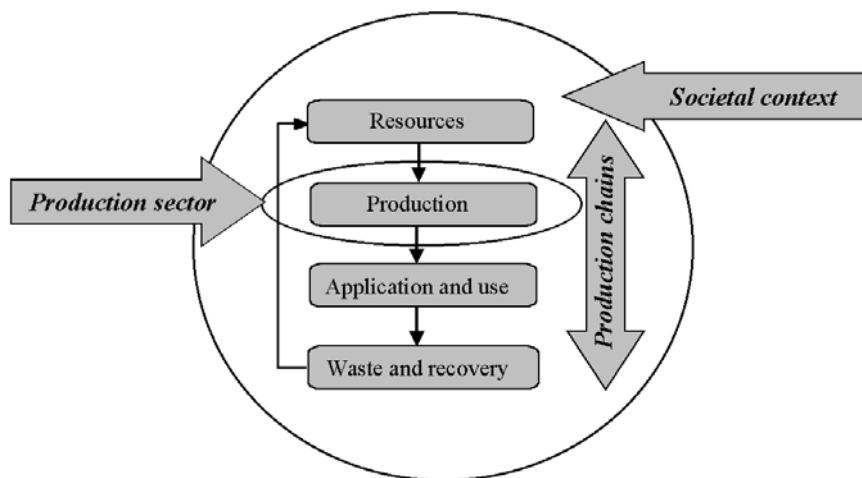 Societal context
Resources
Production sector
Production
Production chains
Application and use
Waste and recovery